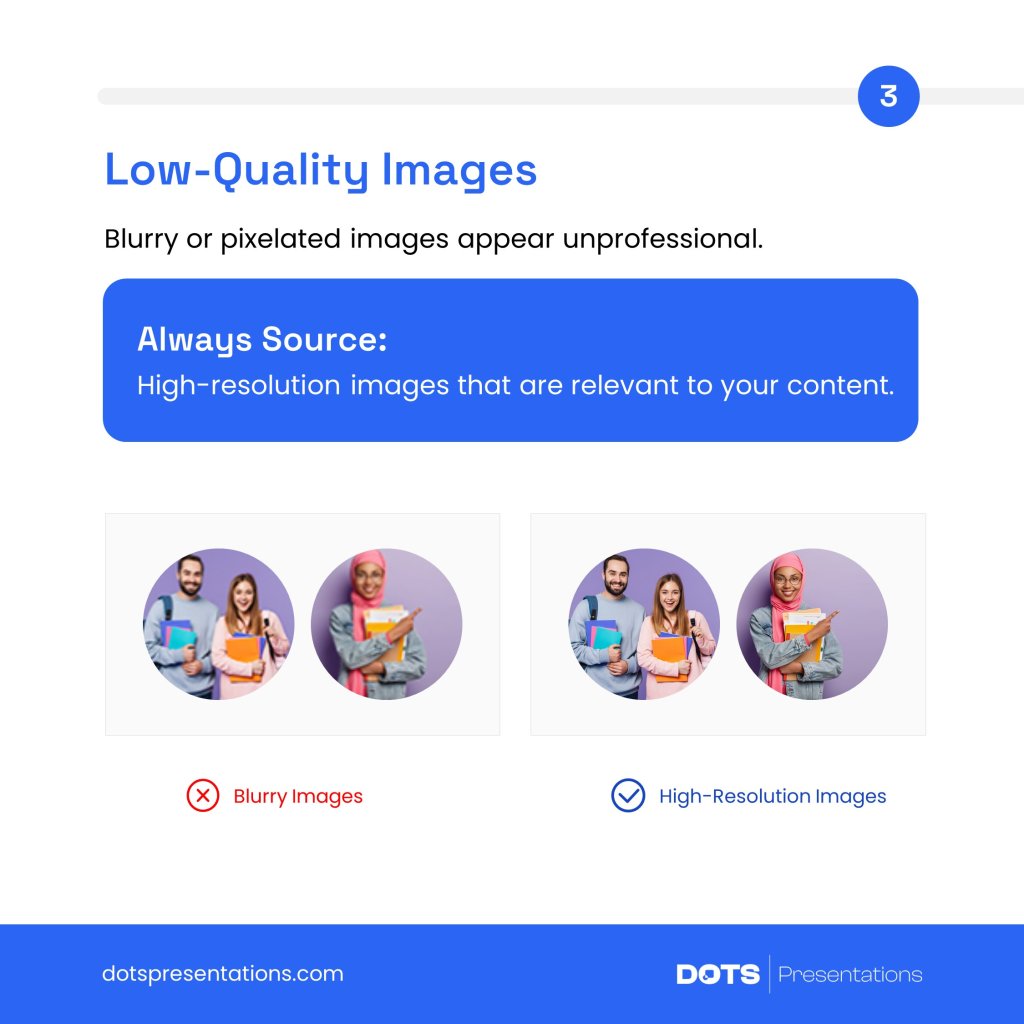 3
Low-Quality Images
Blurry or pixelated images appear unprofessional.
Always Source:
High-resolution images that are relevant to your content.
Blurry Images
High-Resolution Images
dotspresentations.com
DOTS Presentations